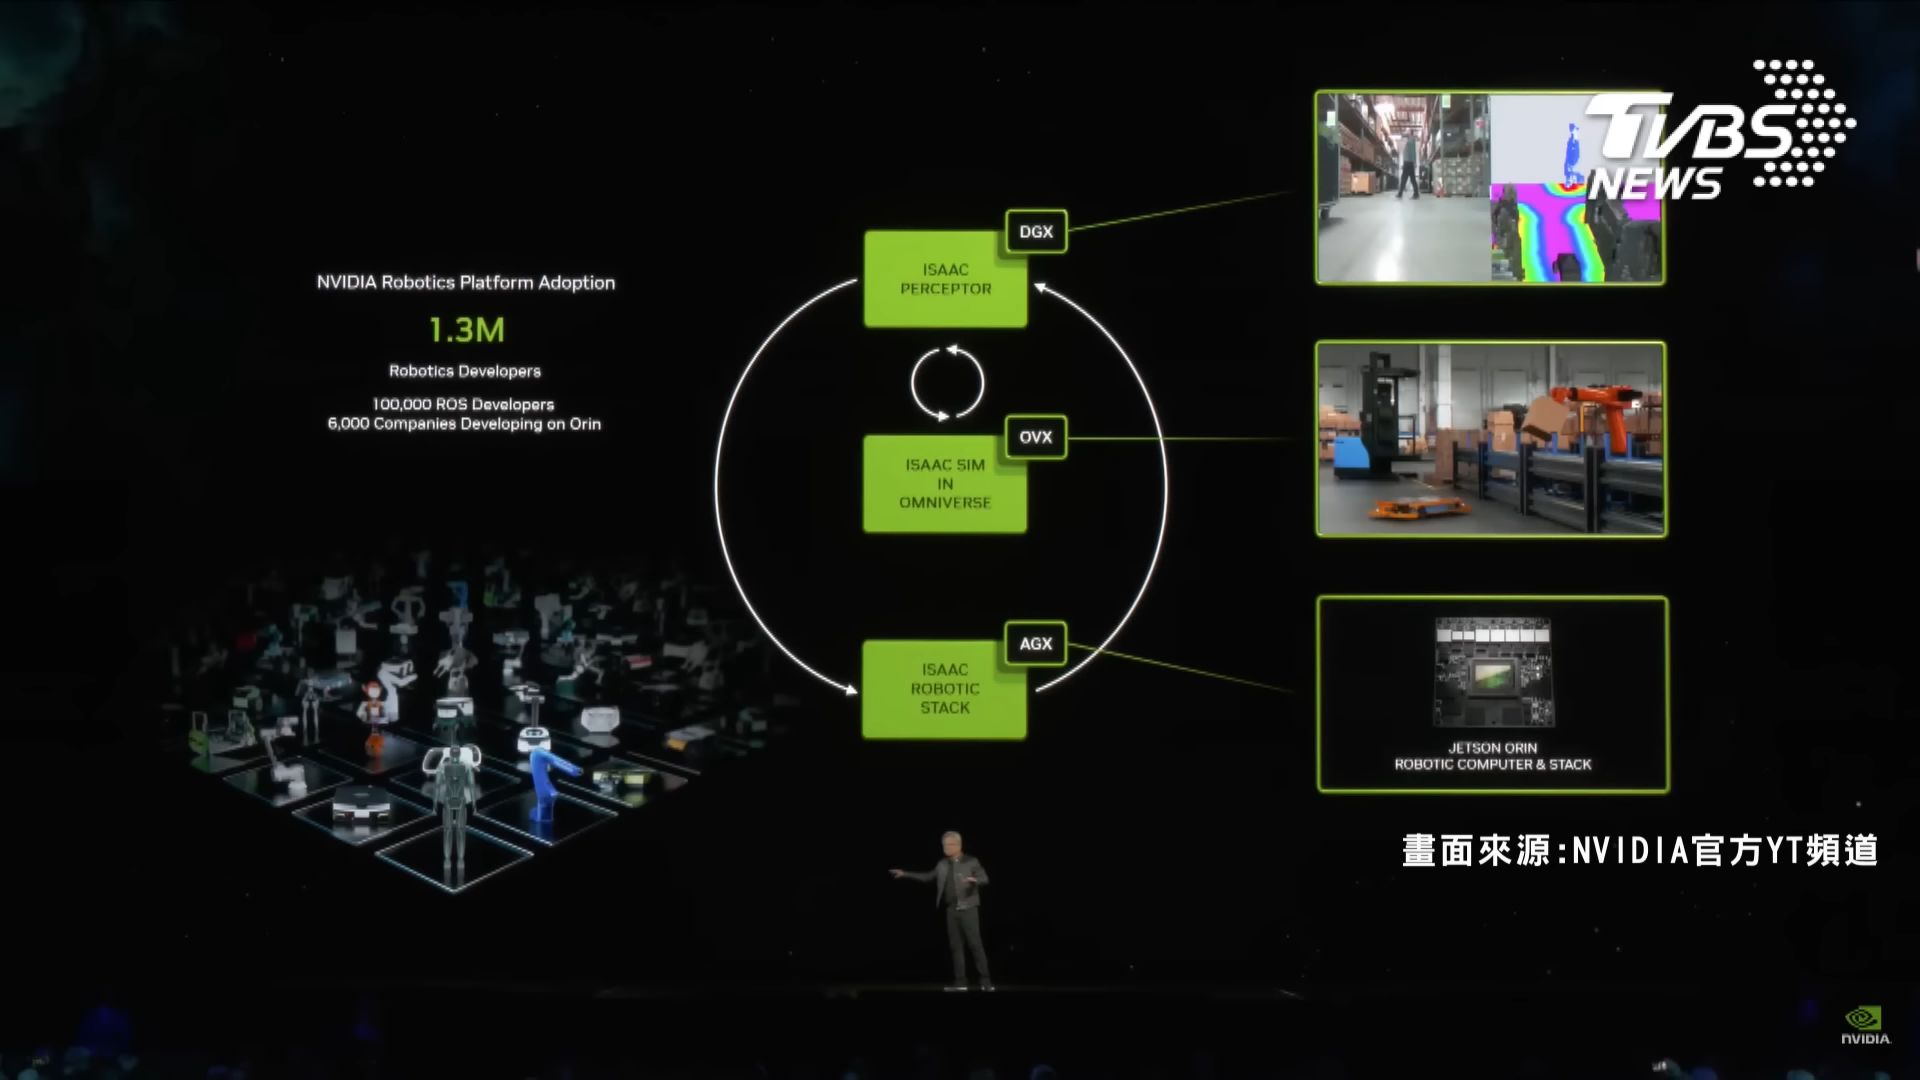 TVBS
NEWS
NVIDIA Robotics Platform Adoption
1.3M
Robotics Developers
100,000 ROS Developers
6,000 Companies Developing on Orin
DGX
ISAAC
PERCEPTOR
OVX
ISAAC SIM
IN
OMNIVERSE
AGX
ISAAC
ROBOTIC
STACK
JETSON ORIN
ROBOTIC COMPUTER & STACK
畫面來源:NVIDIA官方YT頻道
NVIDIA